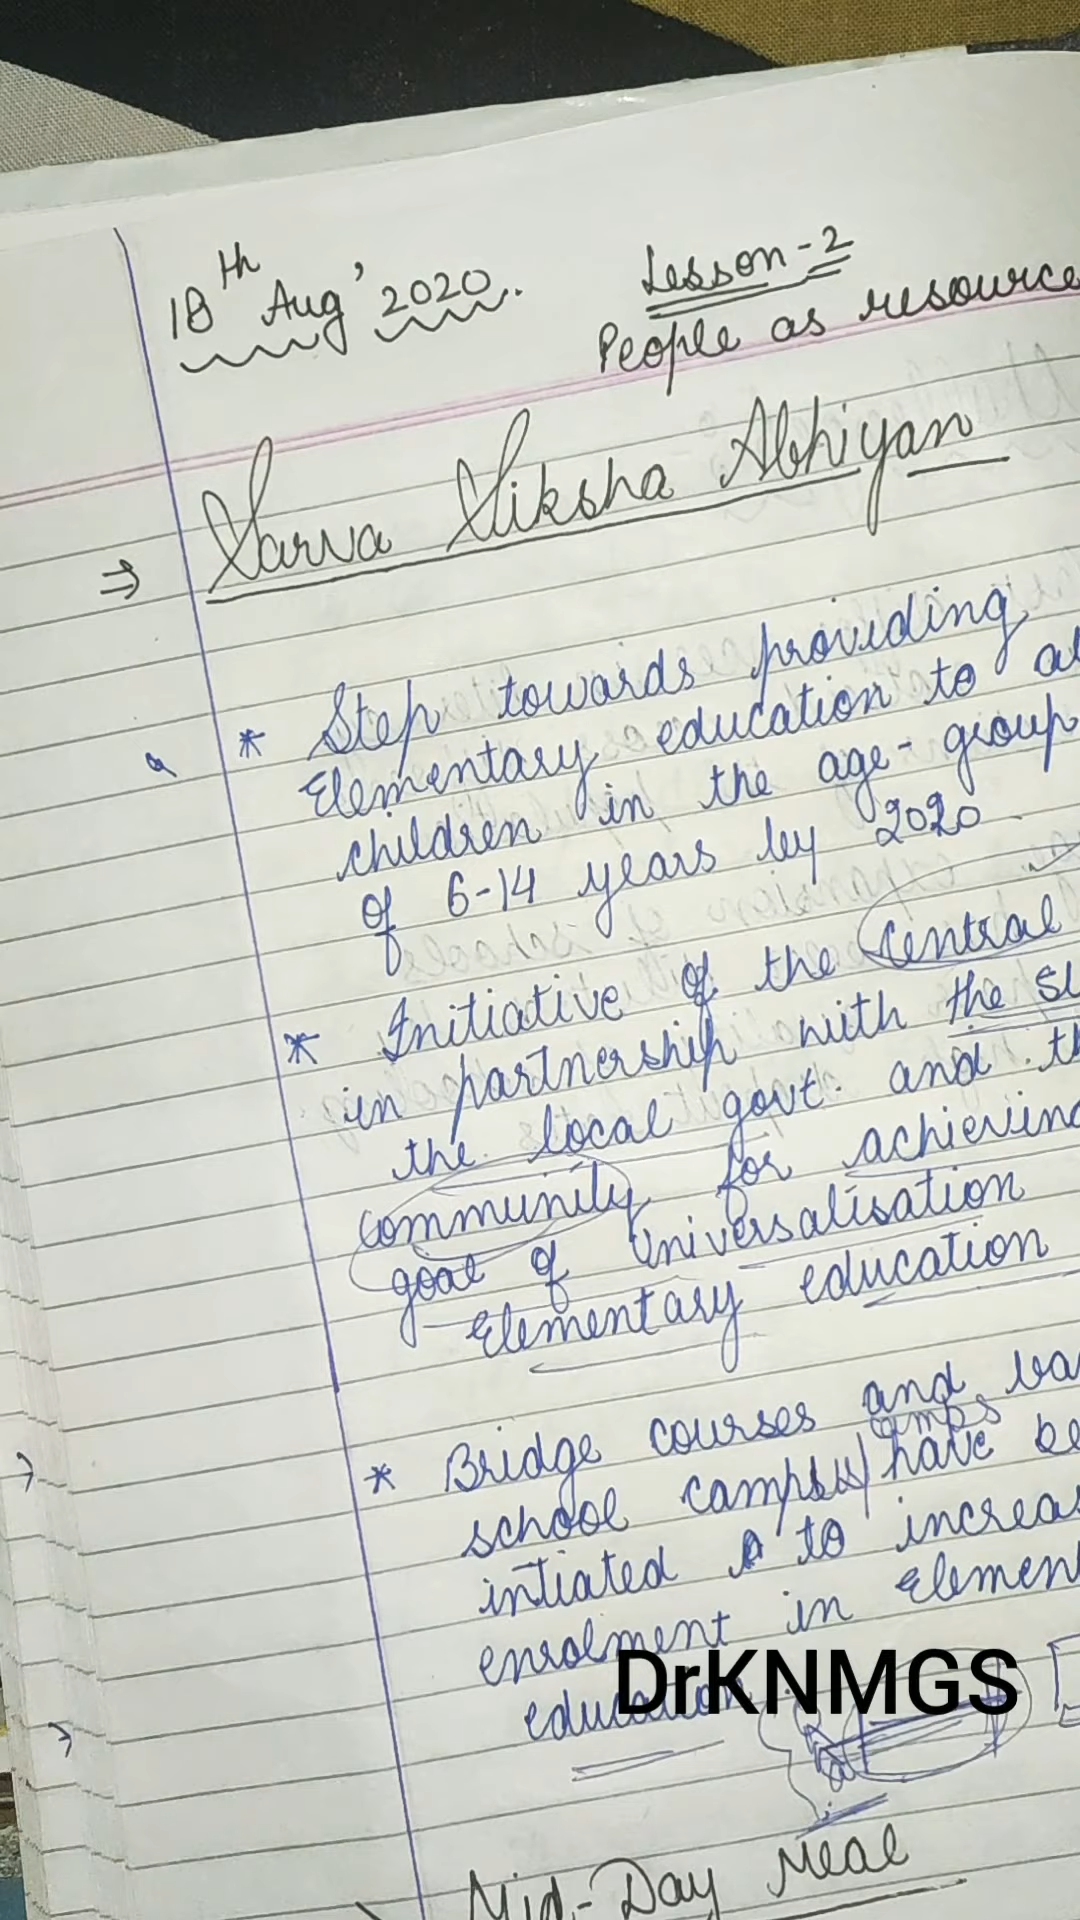 18th Aug' 2020.
Lesson-2
People as resource
⇒ Sarva Siksha Abhiyan
* Step towards providing
Elementary education to
children in the age-group
of 6-14 years by 2020
* Initiative of the central
in partnership with the
the local govt. and
community for achieving
goal of Universalisation
Elementary education
* Bridge courses and
camps
school have
intiated to increas
enrolment in Elemen
education
DrKNMGS
Mid-Day Meal